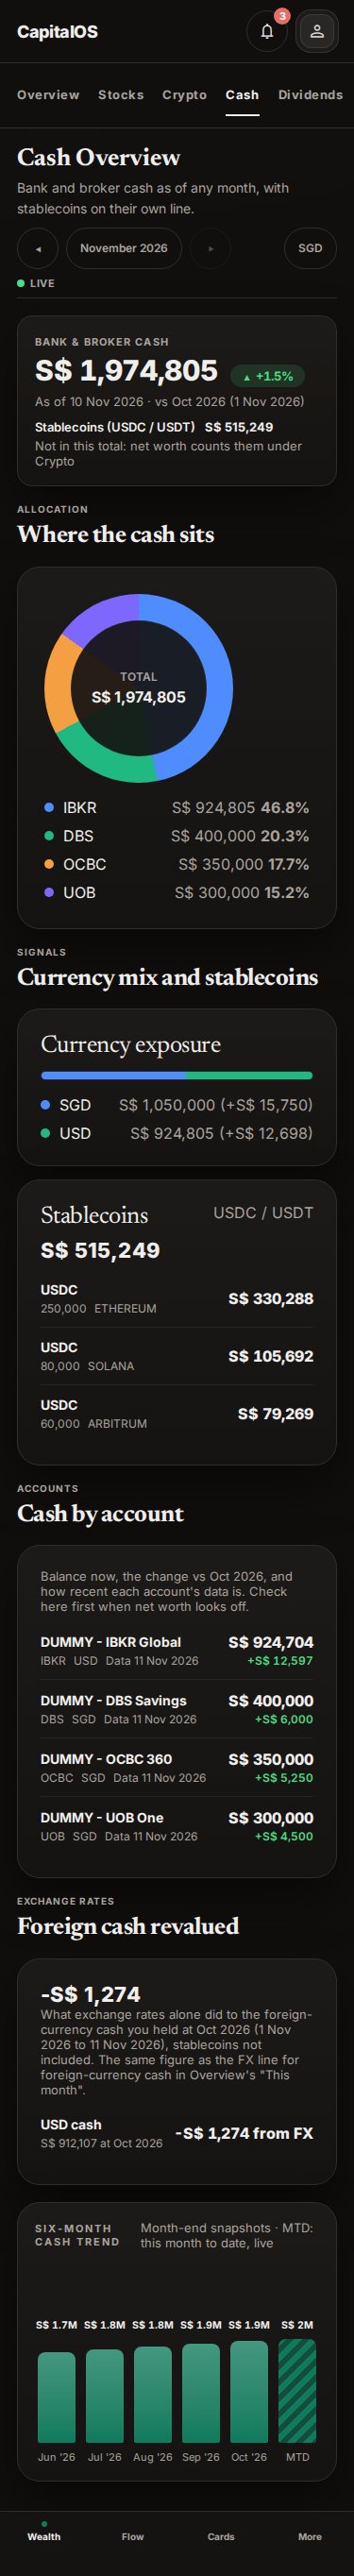 CapitalOS
3
Overview Stocks Crypto Cash Dividends
Cash Overview
Bank and broker cash as of any month, with
stablecoins on their own line.
◂ November 2026 ▸ SGD
LIVE
BANK & BROKER CASH
S$ 1,974,805 ▲ +1.5%
As of 10 Nov 2026 · vs Oct 2026 (1 Nov 2026)
Stablecoins (USDC / USDT) S$ 515,249
Not in this total: net worth counts them under
Crypto
ALLOCATION
Where the cash sits
TOTAL
S$ 1,974,805
IBKR S$ 924,805 46.8%
DBS S$ 400,000 20.3%
OCBC S$ 350,000 17.7%
UOB S$ 300,000 15.2%
SIGNALS
Currency mix and stablecoins
Currency exposure
SGD S$ 1,050,000 (+S$ 15,750)
USD S$ 924,805 (+S$ 12,698)
Stablecoins USDC / USDT
S$ 515,249
USDC
250,000 ETHEREUM S$ 330,288
USDC
80,000 SOLANA S$ 105,692
USDC
60,000 ARBITRUM S$ 79,269
ACCOUNTS
Cash by account
Balance now, the change vs Oct 2026, and
how recent each account's data is. Check
here first when net worth looks off.
DUMMY - IBKR Global S$ 924,704
IBKR USD Data 11 Nov 2026 +S$ 12,597
DUMMY - DBS Savings S$ 400,000
DBS SGD Data 11 Nov 2026 +S$ 6,000
DUMMY - OCBC 360 S$ 350,000
OCBC SGD Data 11 Nov 2026 +S$ 5,250
DUMMY - UOB One S$ 300,000
UOB SGD Data 11 Nov 2026 +S$ 4,500
EXCHANGE RATES
Foreign cash revalued
-S$ 1,274
What exchange rates alone did to the foreign-
currency cash you held at Oct 2026 (1 Nov
2026 to 11 Nov 2026), stablecoins not
included. The same figure as the FX line for
foreign-currency cash in Overview's "This
month".
USD cash
S$ 912,107 at Oct 2026 -S$ 1,274 from FX
SIX-MONTH Month-end snapshots · MTD:
CASH TREND this month to date, live
S$ 1.7M S$ 1.8M S$ 1.8M S$ 1.9M S$ 1.9M S$ 2M
Jun '26 Jul '26 Aug '26 Sep '26 Oct '26 MTD
Wealth Flow Cards More